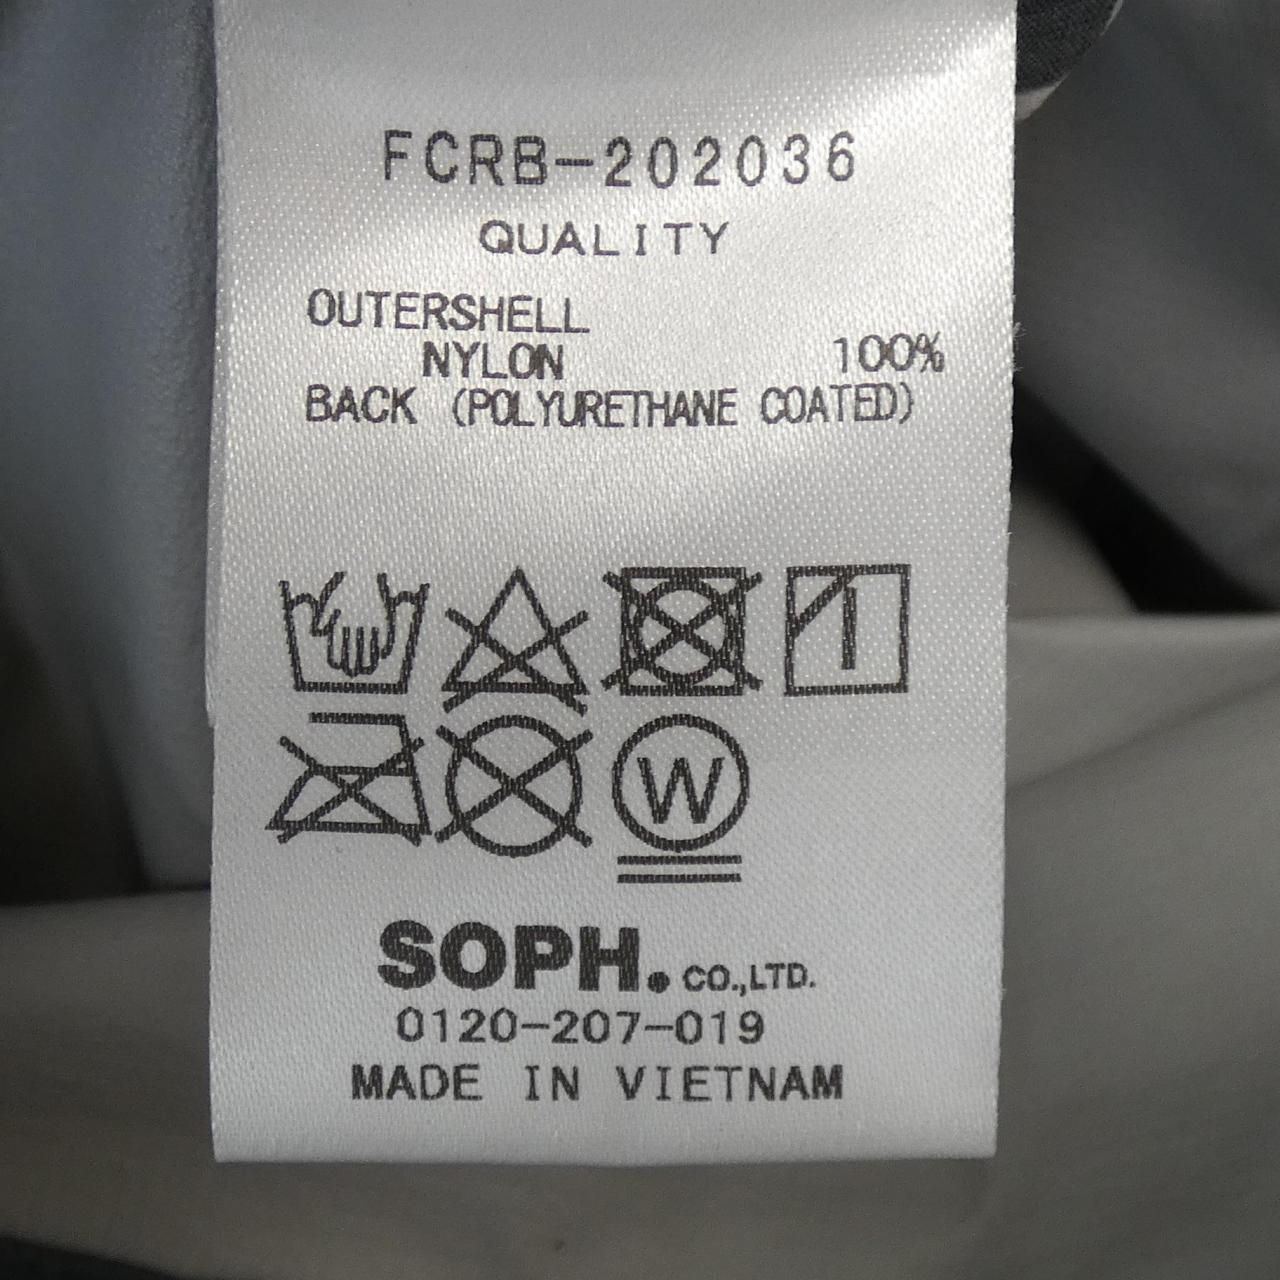 FCRB-202036
QUALITY
OUTERSHELL
NYLON 100%
BACK (POLYURETHANE COATED)
W
SOPH. CO.,LTD.
0120-207-019
MADE IN VIETNAM